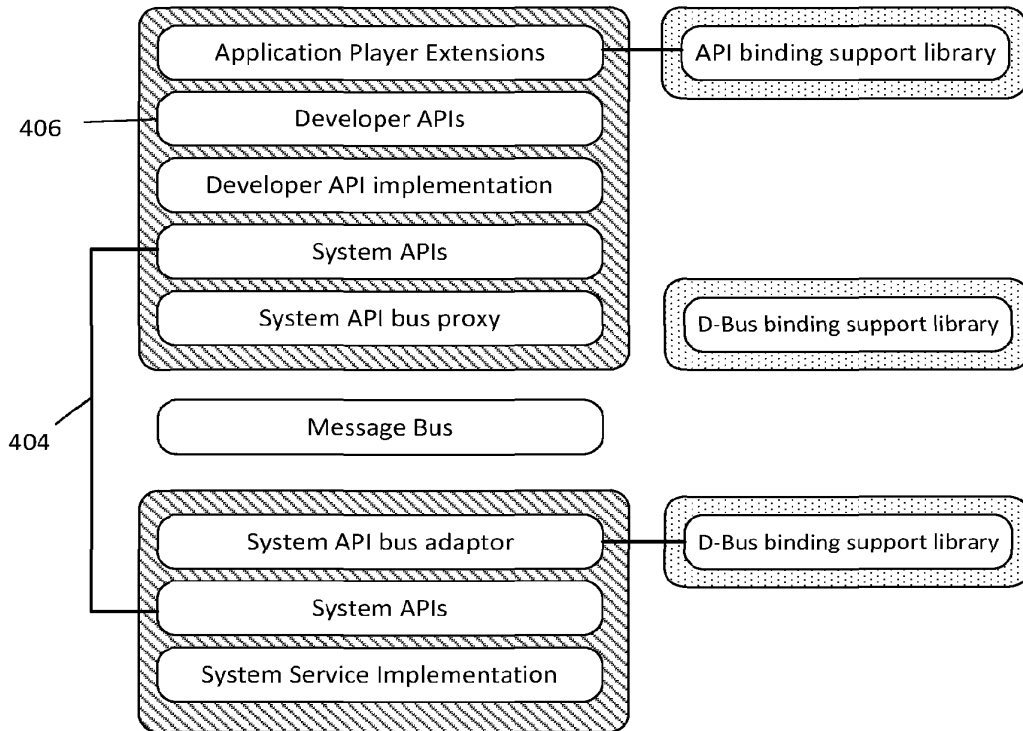 Application Player Extensions
API binding support library
406
Developer APIs
Developer API implementation
System APIs
System API bus proxy
D-Bus binding support library
404
Message Bus
System API bus adaptor
D-Bus binding support library
System APIs
System Service Implementation